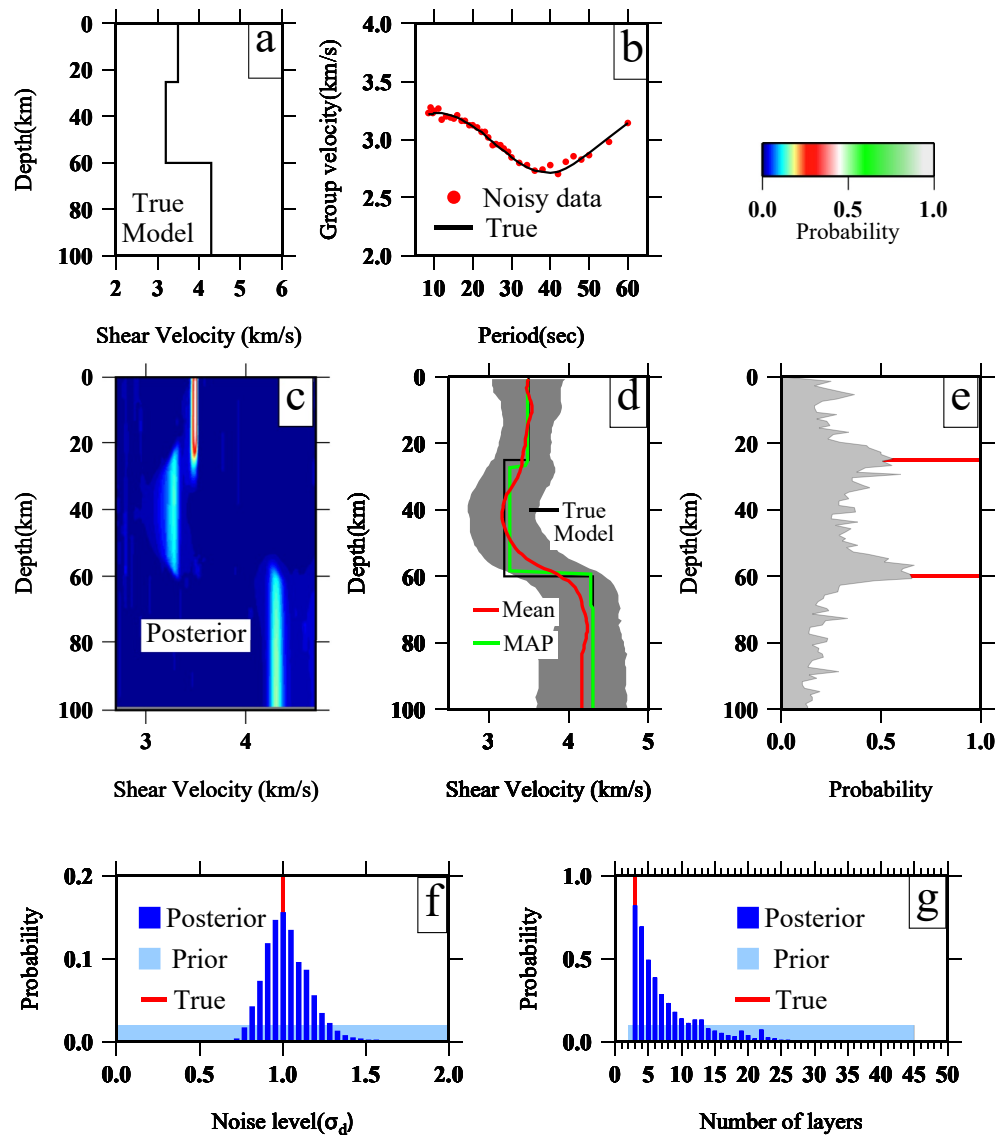 a
0
20
40
60
80
100
Depth(km)
True
Model
2 3 4 5 6
Shear Velocity (km/s)
b
4.0
3.5
3.0
2.5
2.0
Group velocity(km/s)
Noisy data
True
10 20 30 40 50 60
Period(sec)
0.0 0.5 1.0
Probability
c
0
20
40
60
80
100
Depth(km)
Posterior
3 4
Shear Velocity (km/s)
d
0
20
40
60
80
100
Depth(km)
True
Model
Mean
MAP
3 4 5
Shear Velocity (km/s)
e
0
20
40
60
80
100
Depth(km)
0.0 0.5 1.0
Probability
f
0.2
0.1
0.0
Probability
Posterior
Prior
True
0.0 0.5 1.0 1.5 2.0
Noise level(σd)
g
1.0
0.5
0.0
Probability
Posterior
Prior
True
0 5 10 15 20 25 30 35 40 45 50
Number of layers